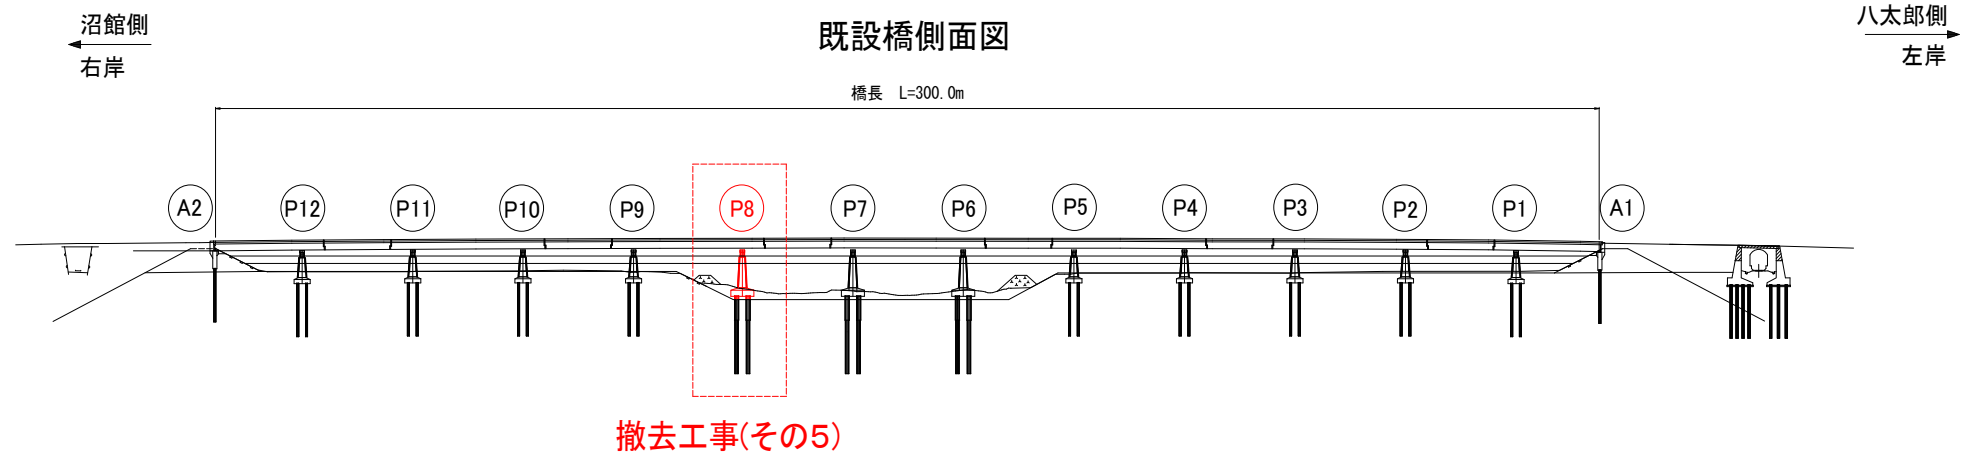 沼館側
右岸
既設橋側面図
八太郎側
左岸
橋長 L=300.0m
A2
P12
P11
P10
P9
P8
P7
P6
P5
P4
P3
P2
P1
A1
撤去工事(その5)